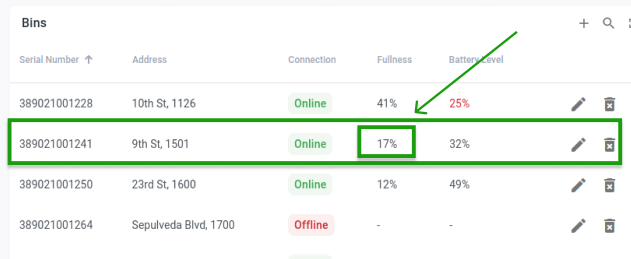 Bins
Serial Number Address Connection Fullness Battery Level
389021001228 10th St, 1126 Online 41% 25%
389021001241 9th St, 1501 Online 17% 32%
389021001250 23rd St, 1600 Online 12% 49%
389021001264 Sepulveda Blvd, 1700 Offline - -